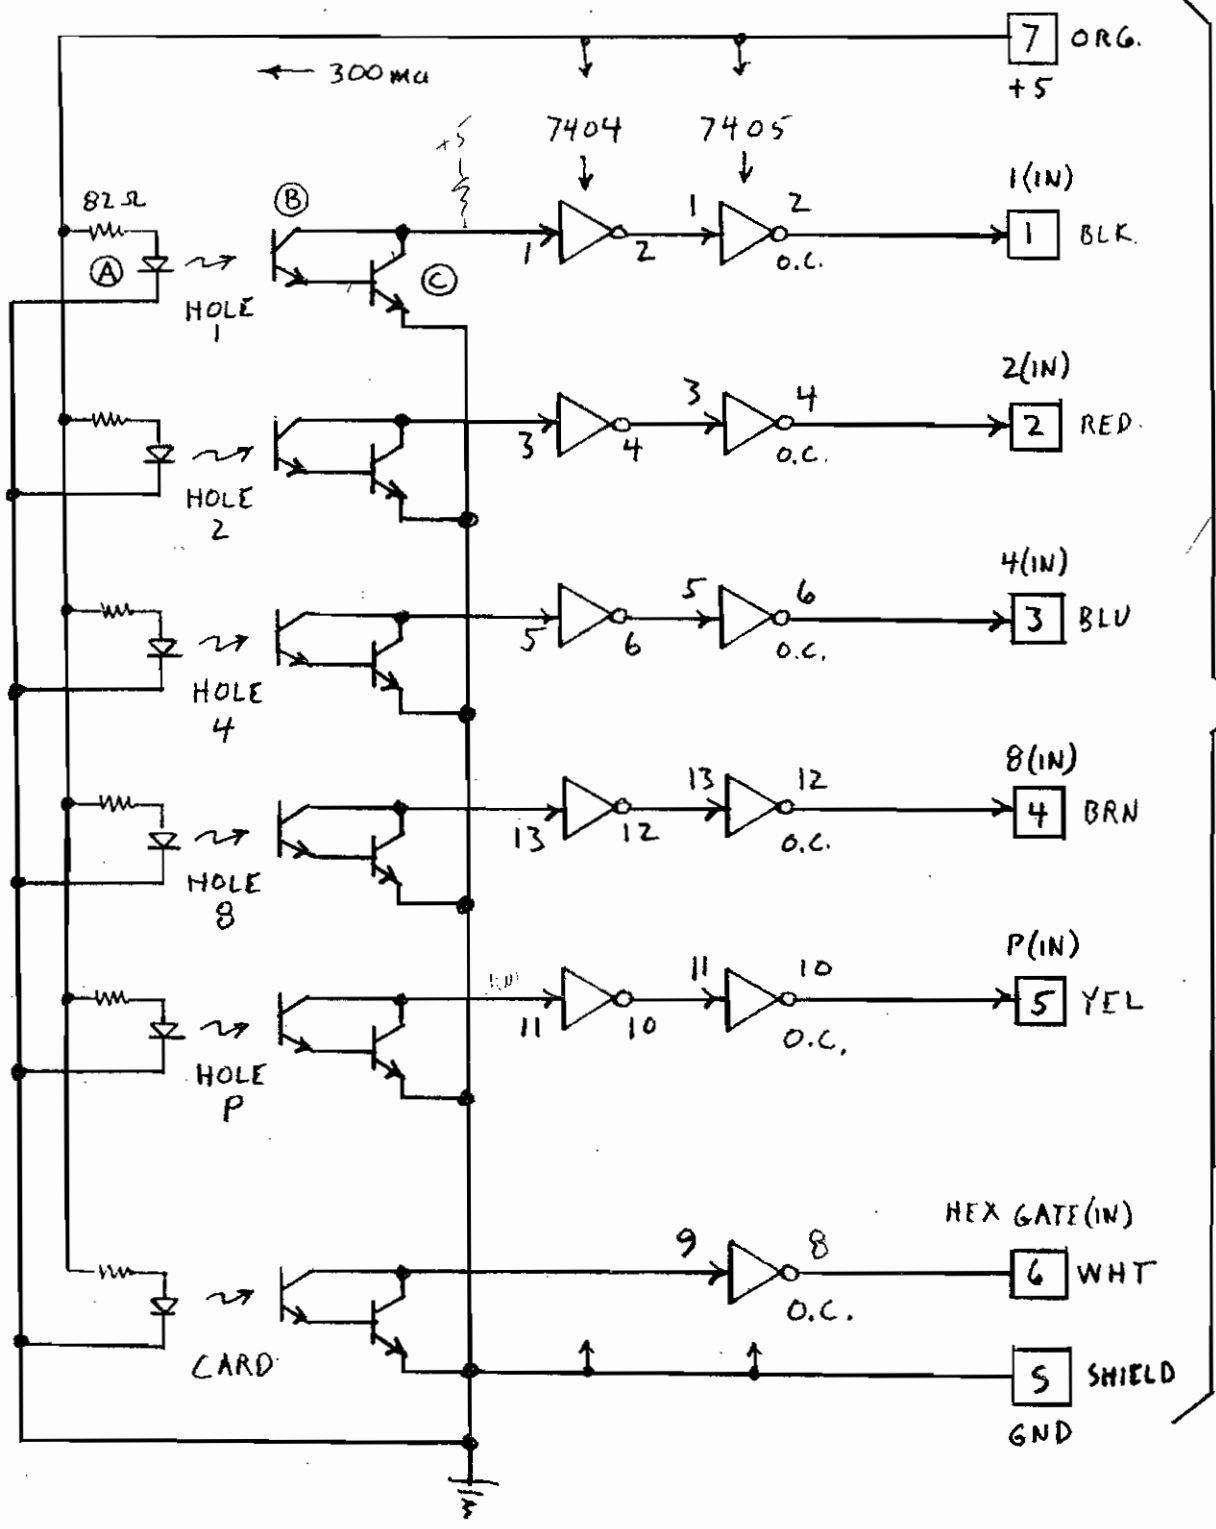 7 ORG.
← 300 ma
+5
+5
7404
7405
1(IN)
82 Ω
B
1
2
1
2
1 BLK.
A
C
O.C.
HOLE
1
2(IN)
3
4
3
4
2 RED.
O.C.
HOLE
2
4(IN)
5
6
5
6
3 BLU
O.C.
HOLE
4
8(IN)
13
12
13
12
4 BRN
O.C.
HOLE
8
P(IN)
11
10
11
10
5 YEL
O.C.
HOLE
P
HEX GATE(IN)
9
8
6 WHT
O.C.
CARD
S SHIELD
GND